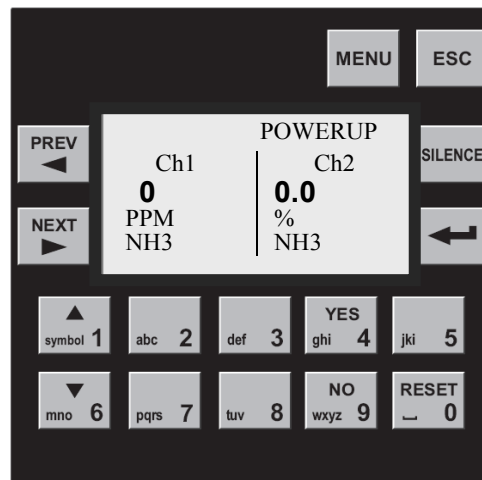 MENU ESC
PREV
NEXT
POWERUP
Ch1 Ch2
0 0.0
PPM %
NH3 NH3
SILENCE
symbol 1 abc 2 def 3 YES ghi 4 jki 5
mno 6 pqrs 7 tuv 8 NO wxyz 9 RESET 0